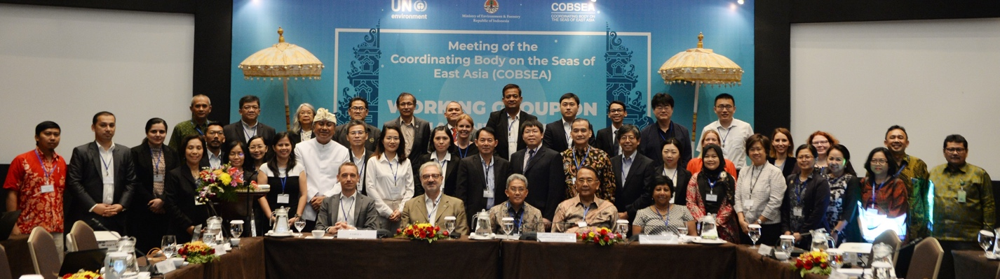 UN
environment
Ministry of Environment & Forestry
Republic of Indonesia
COBSEA
COORDINATING BODY ON
THE SEAS OF EAST ASIA
Meeting of the
Coordinating Body on the Seas of
East Asia (COBSEA)
WORKING GROUP ON